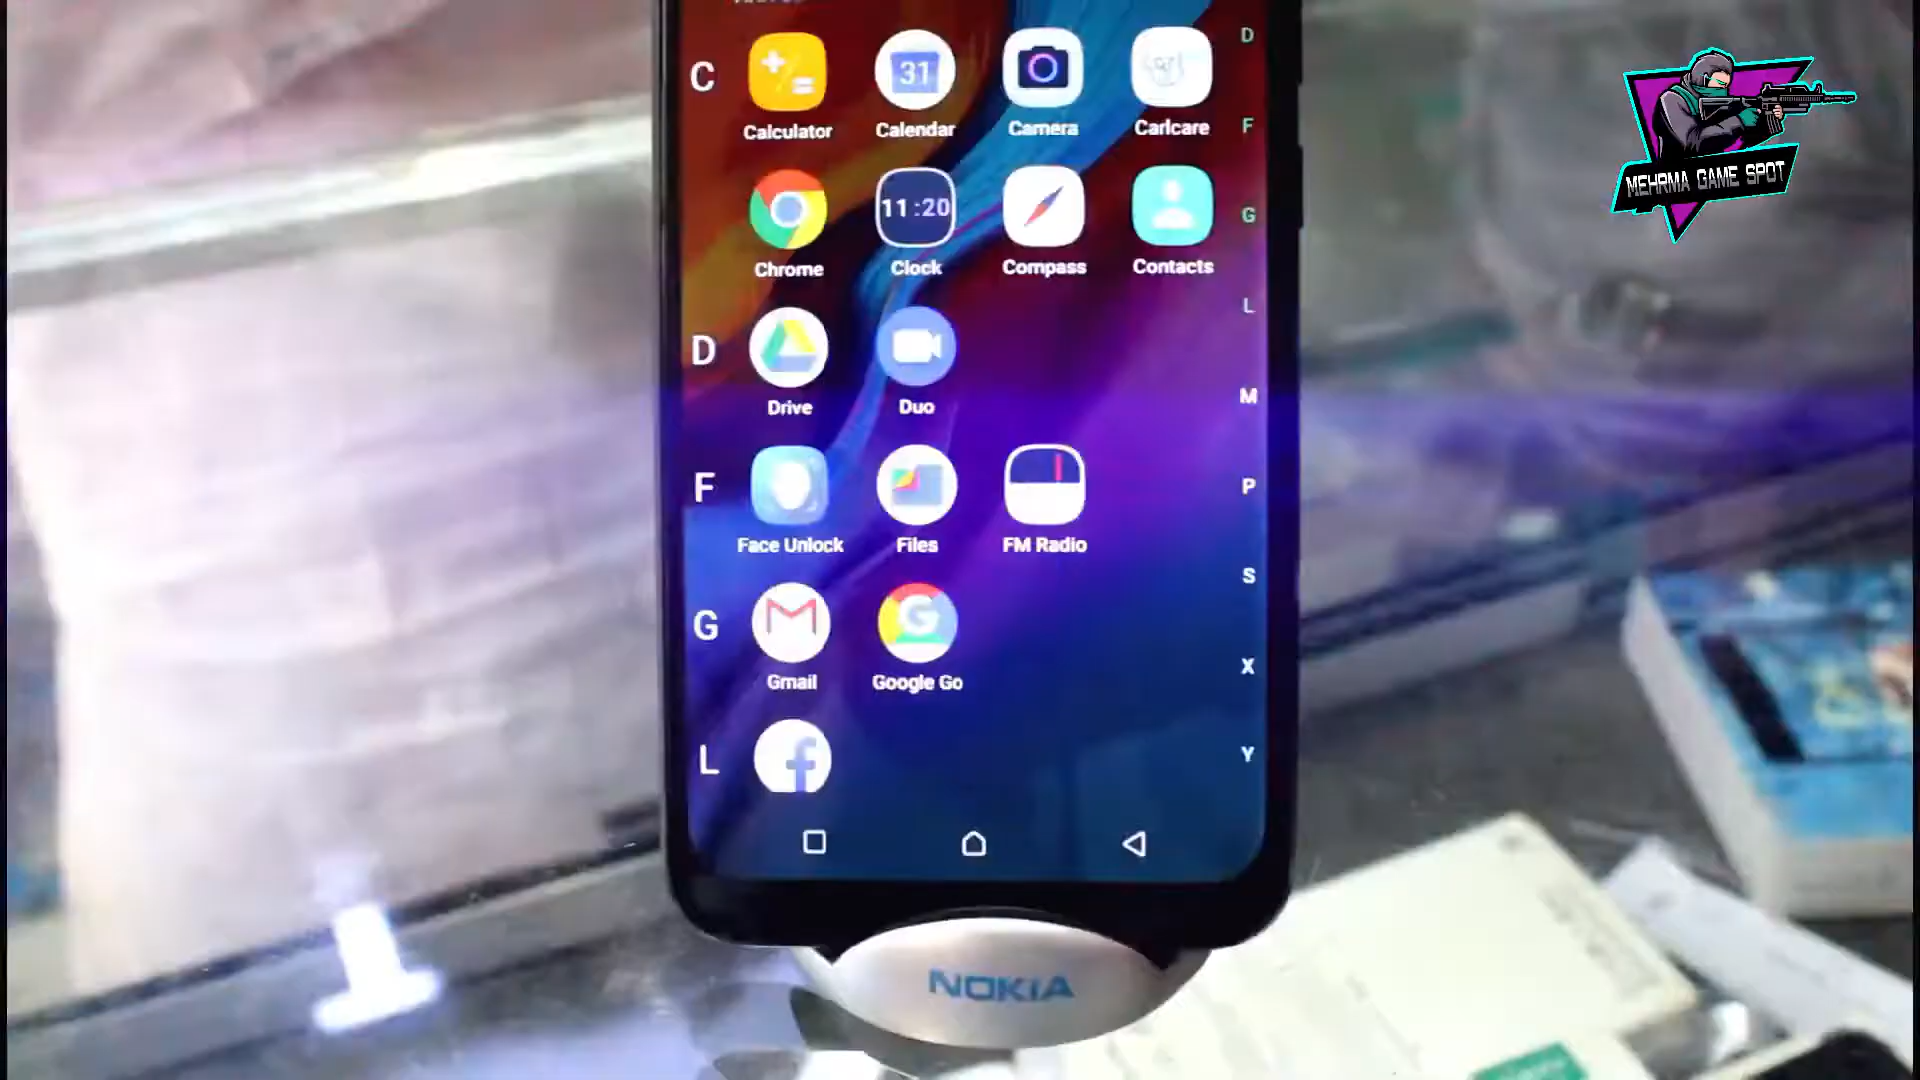 C
Calculator
31
Calendar
Camera
Carlcare
D
F
Chrome
11:20
Clock
Compass
Contacts
G
L
D
Drive
Duo
M
F
Face Unlock
Files
FM Radio
P
S
G
Gmail
G
Google Go
X
L
f
Y
NOKIA
MEHRMA GAME SPOT